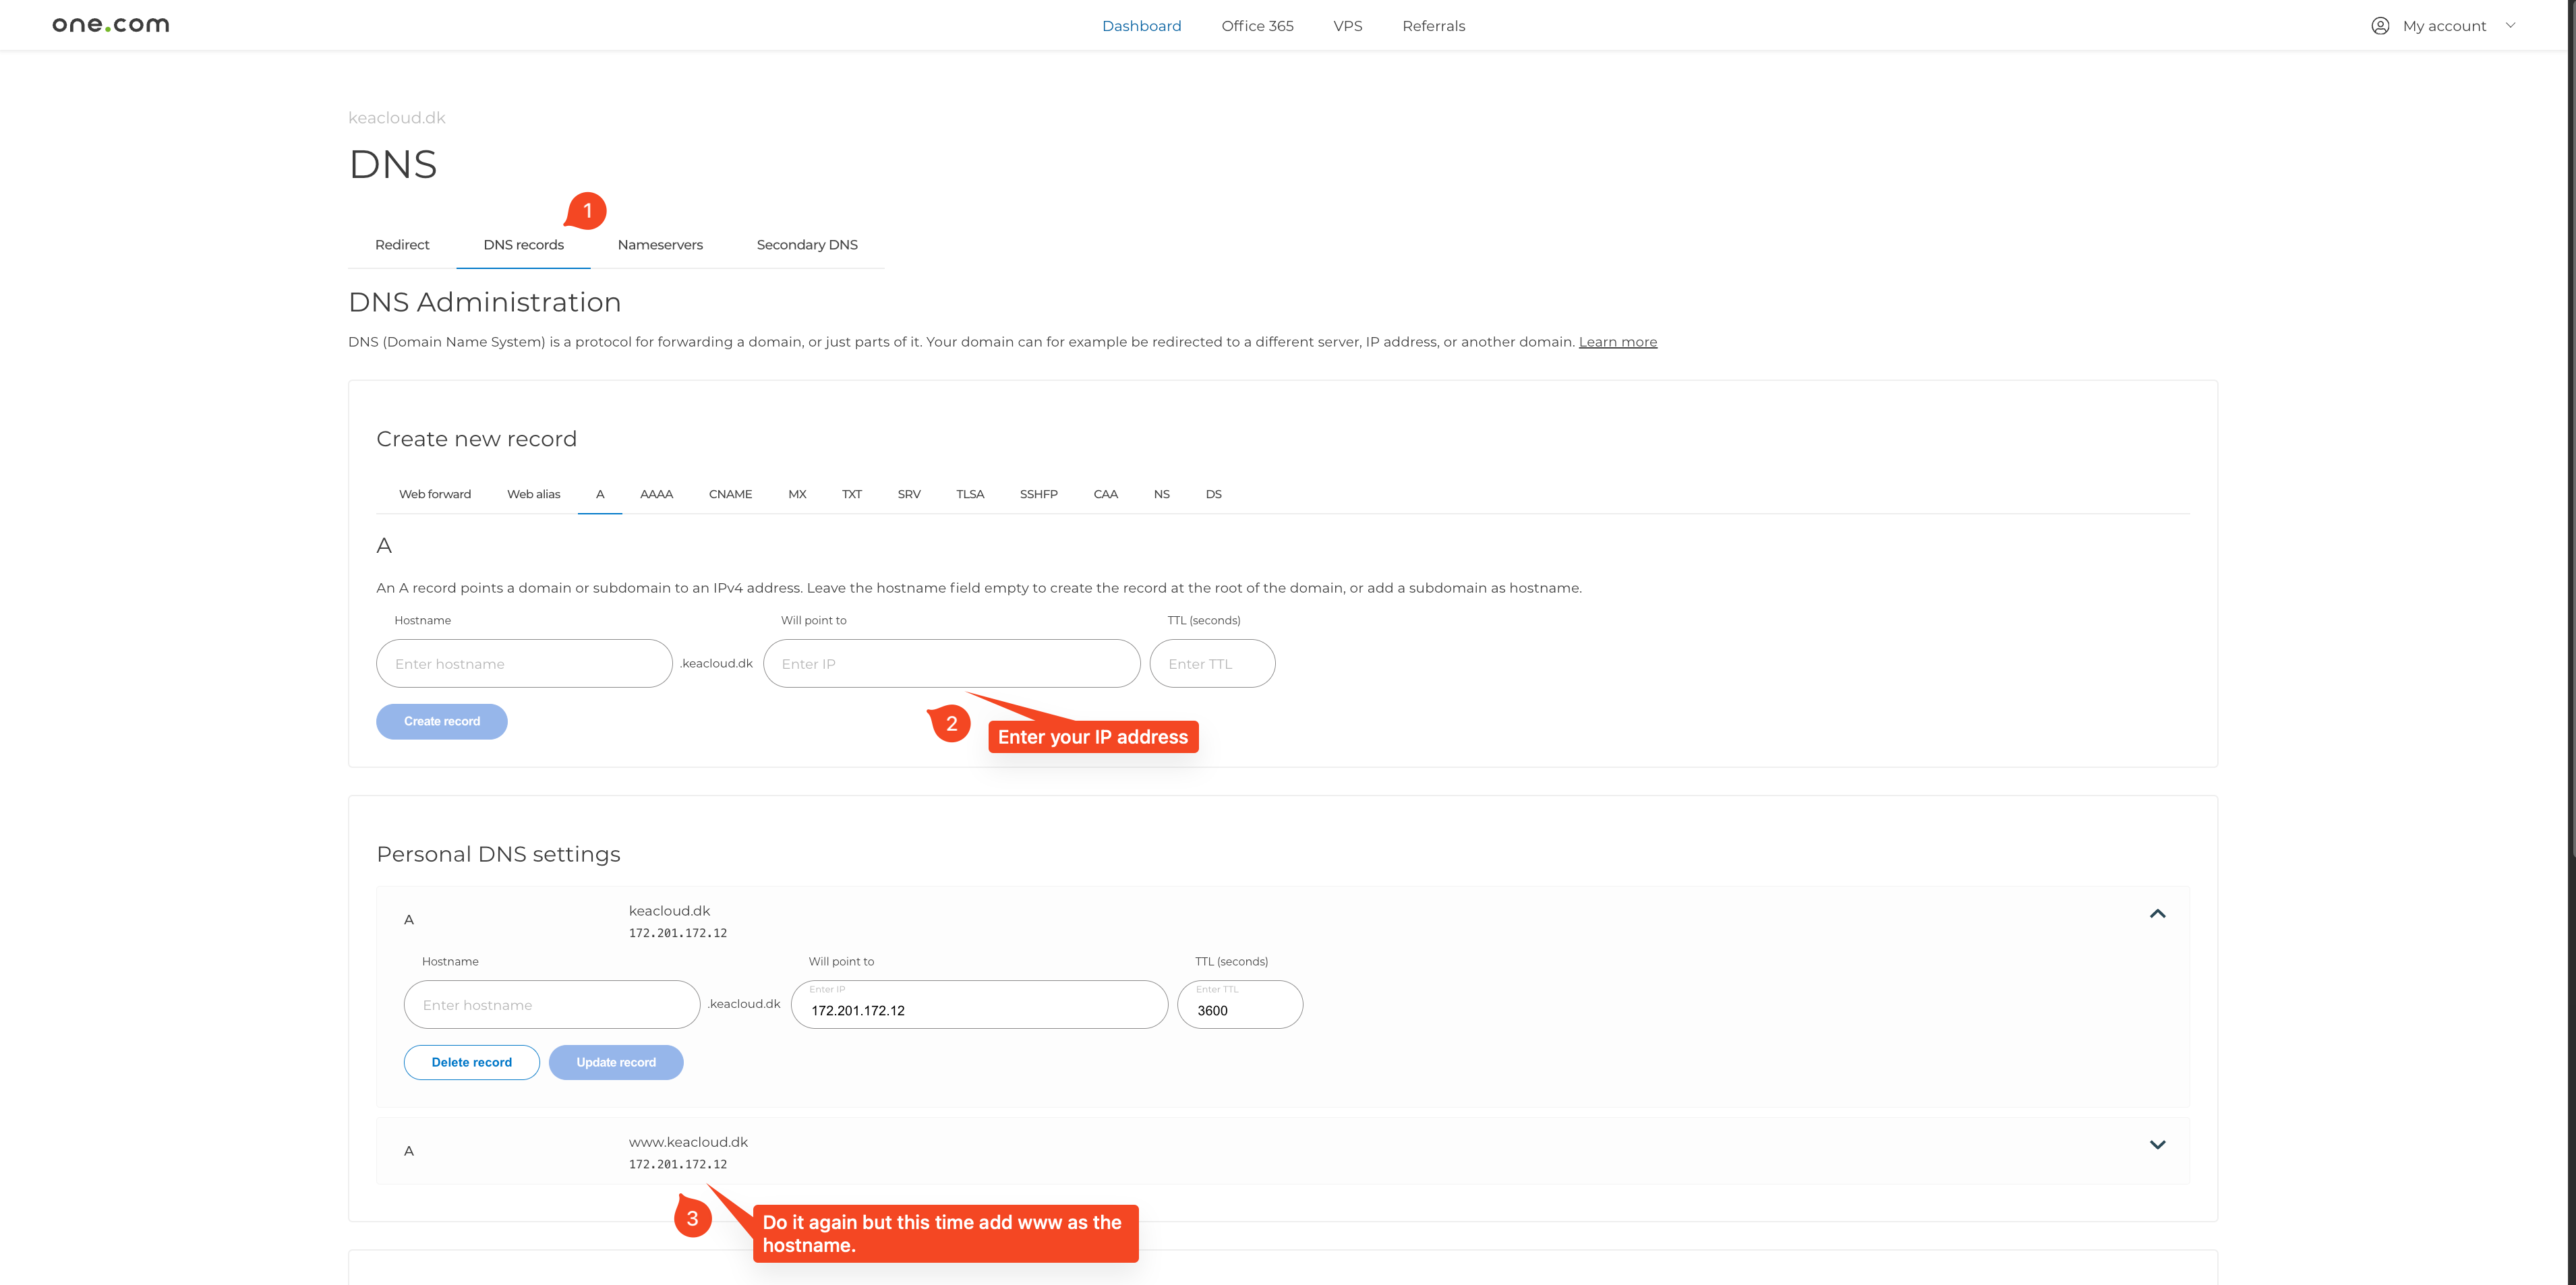 one.com
Dashboard
Office 365
VPS
Referrals
My account
keacloud.dk
DNS
1
Redirect
DNS records
Nameservers
Secondary DNS
DNS Administration
DNS (Domain Name System) is a protocol for forwarding a domain, or just parts of it. Your domain can for example be redirected to a different server, IP address, or another domain. Learn more
Create new record
Web forward
Web alias
A
AAAA
CNAME
MX
TXT
SRV
TLSA
SSHFP
CAA
NS
DS
A
An A record points a domain or subdomain to an IPv4 address. Leave the hostname field empty to create the record at the root of the domain, or add a subdomain as hostname.
Hostname
Will point to
TTL (seconds)
Enter hostname
.keacloud.dk
Enter IP
Enter TTL
Create record
2
Enter your IP address
Personal DNS settings
A
keacloud.dk
172.201.172.12
Hostname
Will point to
TTL (seconds)
Enter hostname
.keacloud.dk
Enter IP
172.201.172.12
Enter TTL
3600
Delete record
Update record
A
www.keacloud.dk
172.201.172.12
3
Do it again but this time add www as the
hostname.